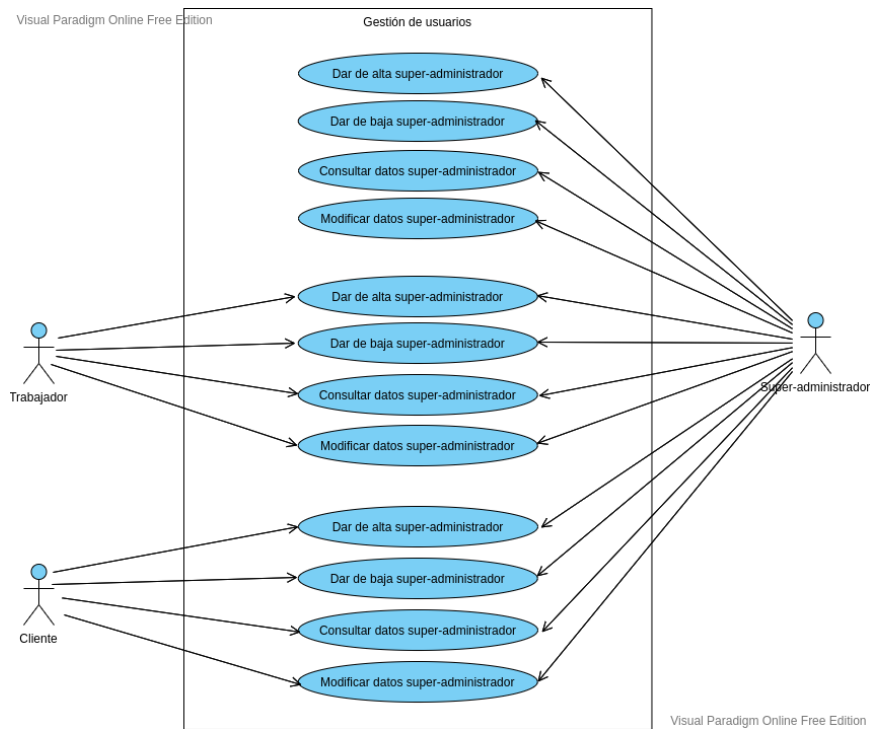 Visual Paradigm Online Free Edition
Gestión de usuarios
Dar de alta super-administrador
Dar de baja super-administrador
Consultar datos super-administrador
Modificar datos super-administrador
Dar de alta super-administrador
Dar de baja super-administrador
Consultar datos super-administrador
Modificar datos super-administrador
Trabajador
Super-administrador
Dar de alta super-administrador
Dar de baja super-administrador
Consultar datos super-administrador
Modificar datos super-administrador
Cliente
Visual Paradigm Online Free Edition